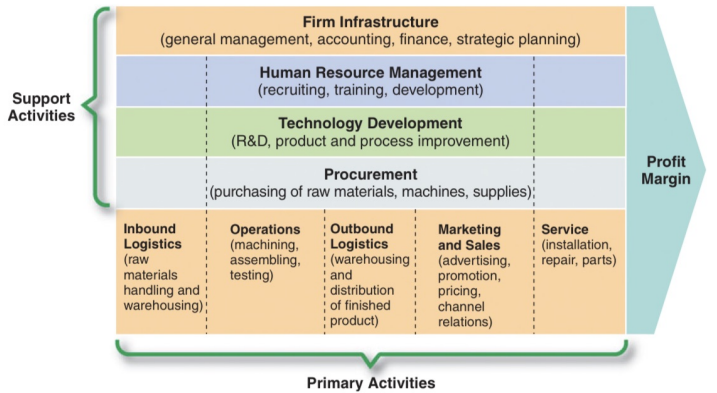 Firm Infrastructure
(general management, accounting, finance, strategic planning)
Human Resource Management
(recruiting, training, development)
Support
Activities
Technology Development
(R&D, product and process improvement)
Procurement
(purchasing of raw materials, machines, supplies)
Profit
Margin
Inbound
Logistics
(raw
materials
handling and
warehousing)
Operations
(machining,
assembling,
testing)
Outbound
Logistics
(warehousing
and
distribution
of finished
product)
Marketing
and Sales
(advertising,
promotion,
pricing,
channel
relations)
Service
(installation,
repair, parts)
Primary Activities